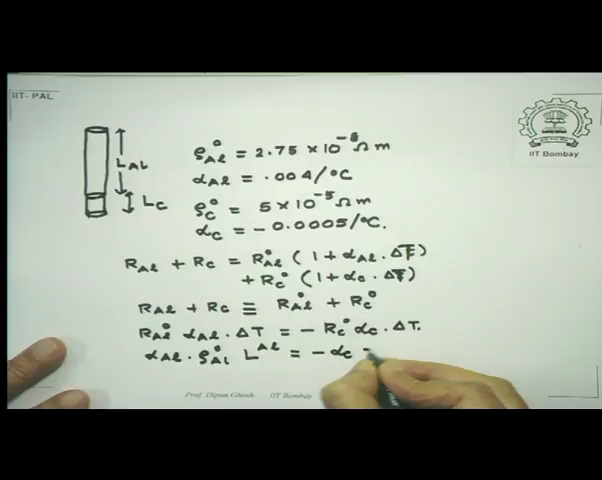 IIT- PAL
IIT Bombay
L_AL
L_C
ρ°_Al = 2.75 × 10^-8 Ω m
α_Al = .004/°C
ρ°_C = 5 × 10^-5 Ω m
α_C = - 0.0005/°C.
R_Al + R_C = R°_Al (1 + α_Al · ΔT)
+ R°_C (1 + α_C · ΔT)
R_Al + R_C ≡ R°_Al + R°_C
R°_Al α_Al · ΔT = - R°_C α_C · ΔT.
α_Al · ρ°_Al L^Al = - α_C
Prof. Dipan Ghosh IIT Bombay